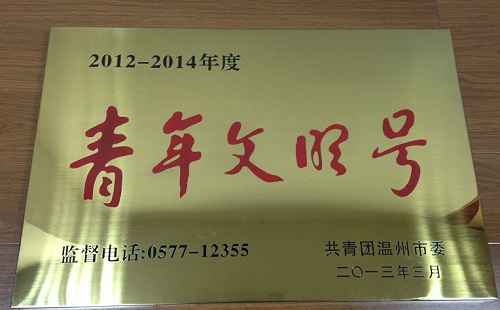 2012-2014年度
青年文明号
监督电话:0577-12355
共青团温州市委
二〇一三年三月